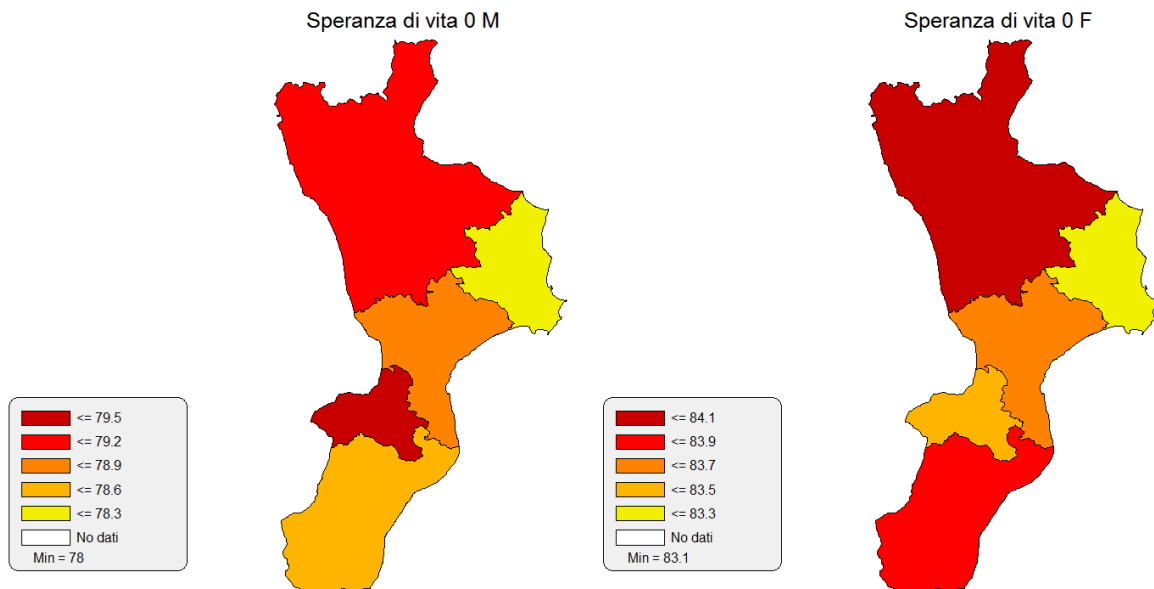 Speranza di vita 0 M
<= 79.5
<= 79.2
<= 78.9
<= 78.6
<= 78.3
No dati
Min = 78
Speranza di vita 0 F
<= 84.1
<= 83.9
<= 83.7
<= 83.5
<= 83.3
No dati
Min = 83.1